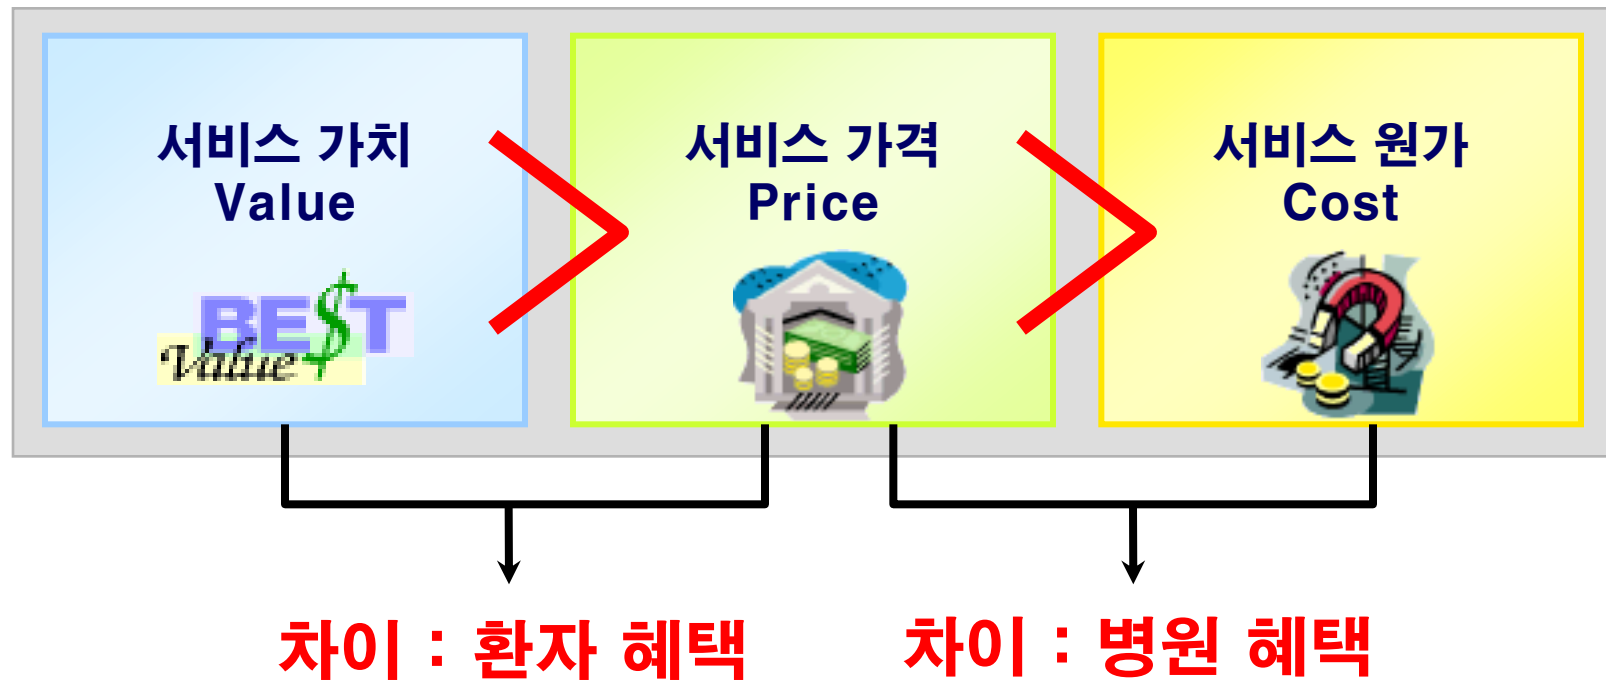 서비스 가치
Value
BE$T
Value
서비스 가격
Price
서비스 원가
Cost
차이 : 환자 혜택
차이 : 병원 혜택